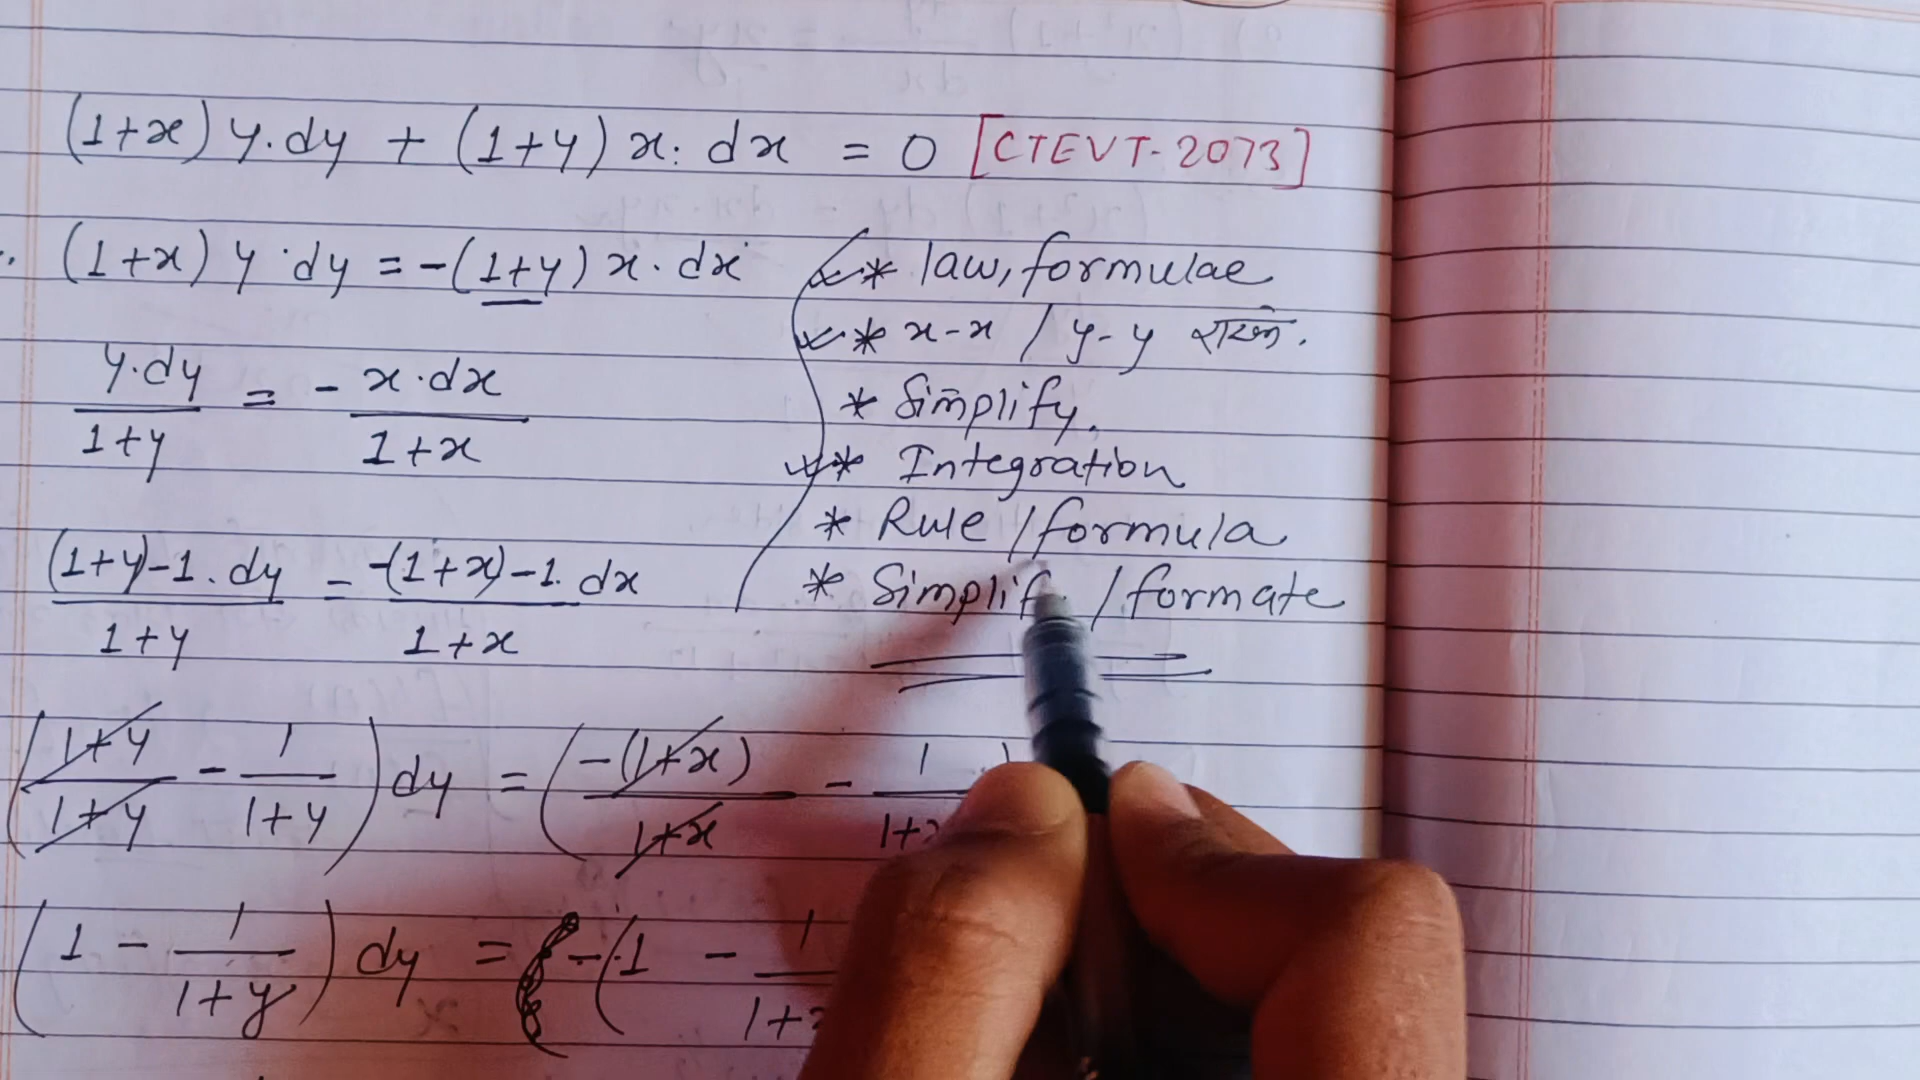 (1+x) y.dy + (1+y) x. dx = 0 [CTEVT-2073]
(1+x) y.dy = -(1+y) x.dx
* law, formulae
* x-x / y-y
y.dy / 1+y = - x.dx / 1+x
* Simplify.
* Integration
* Rule / formula
(1+y)-1.dy / 1+y = -(1+x)-1.dx / 1+x
* Simplify / formate
(1+y / 1+y - 1 / 1+y) dy = (-(1+x) / 1+x - 1
(1 - 1 / 1+y) dy = -(1 - 1